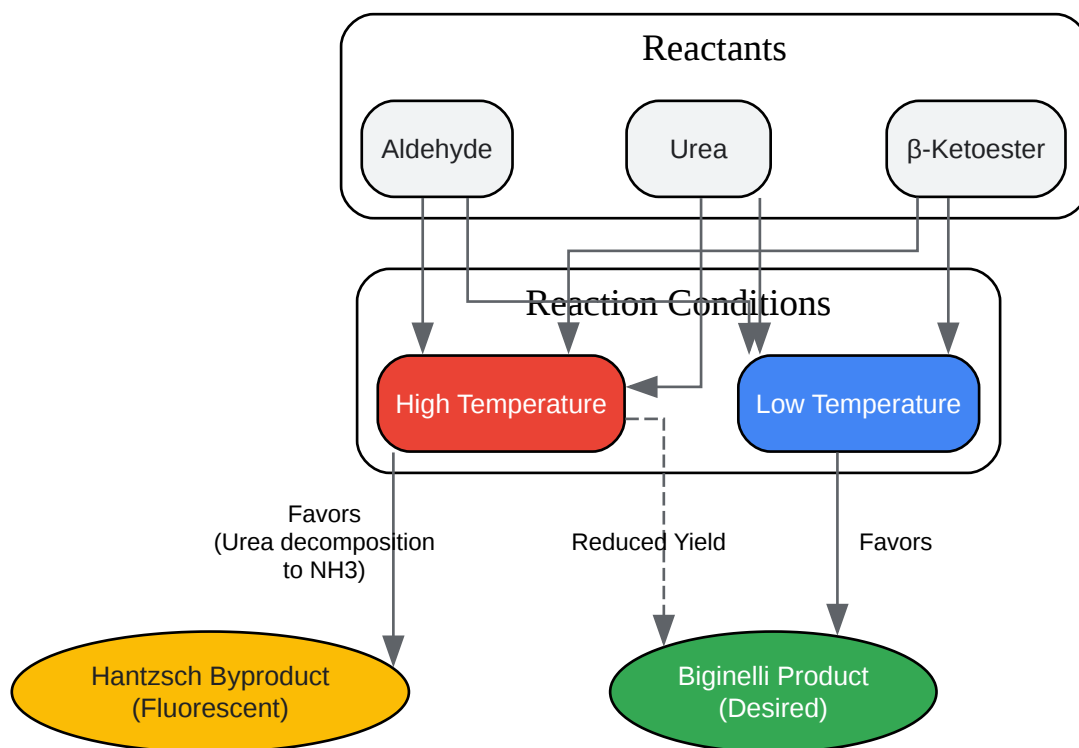 Reactants
Aldehyde
Urea
β-Ketoester
Reaction Conditions
High Temperature
Low Temperature
Favors
(Urea decomposition
to NH3)
Reduced Yield
Favors
Hantzsch Byproduct
(Fluorescent)
Biginelli Product
(Desired)